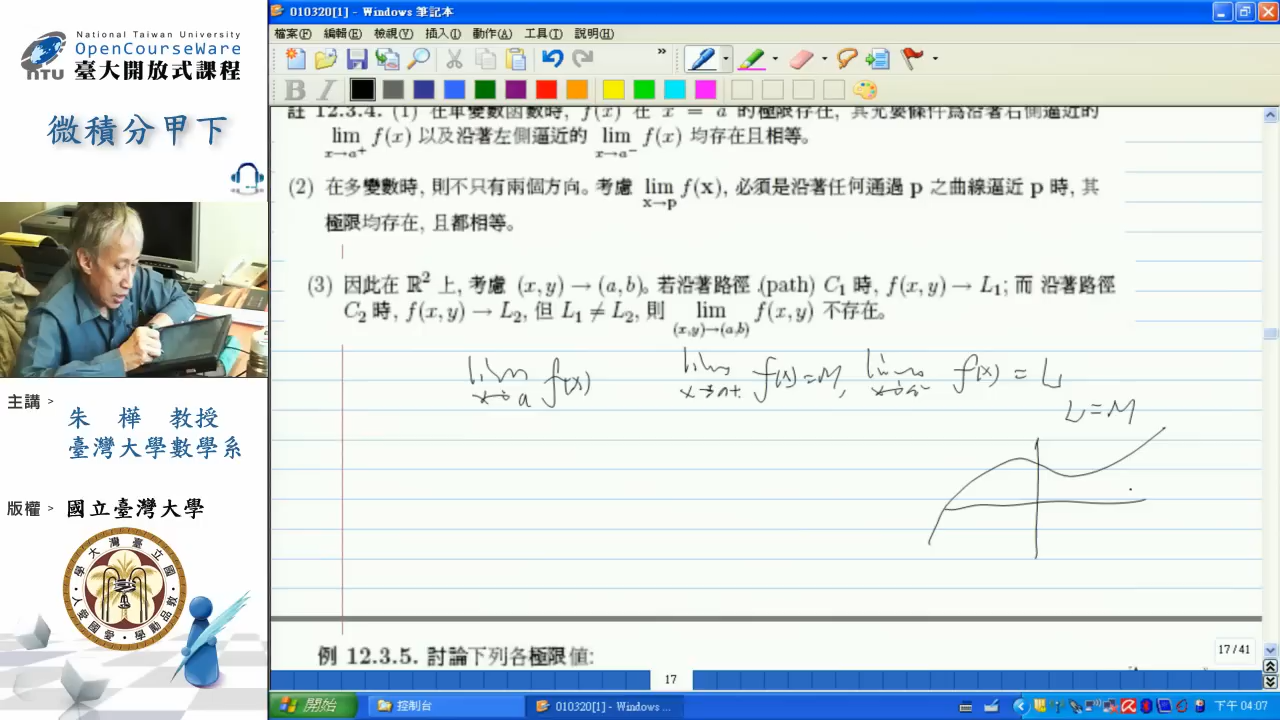 National Taiwan University
OpenCourseWare
NTU 臺大開放式課程
微積分甲下
主講 > 朱 樺 教授
臺灣大學數學系
版權 > 國立臺灣大學
010320[1] - Windows 筆記本
檔案(F) 編輯(E) 檢視(V) 插入(I) 動作(A) 工具(T) 說明(H)
註 12.3.4. (1) 在單變數函數時, f(x) 在 x = a 的極限存在, 其充要條件為沿著右側逼近的
lim x→a⁺ f(x) 以及沿著左側逼近的 lim x→a⁻ f(x) 均存在且相等。
(2) 在多變數時, 則不只有兩個方向。考慮 lim x→p f(x), 必須是沿著任何通過 p 之曲線逼近 p 時, 其
極限均存在, 且都相等。
(3) 因此在 ℝ² 上, 考慮 (x, y) → (a, b)。若沿著路徑 (path) C₁ 時, f(x, y) → L₁; 而 沿著路徑
C₂ 時, f(x, y) → L₂, 但 L₁ ≠ L₂, 則 lim (x,y)→(a,b) f(x, y) 不存在。
lim x→a f(x) lim x→a+ f(x) = M, lim x→a⁻ f(x) = L
L = M
例 12.3.5. 討論下列各極限值:
17/41
17
開始 控制台 010320[1] - Windows ... 下午 04:07